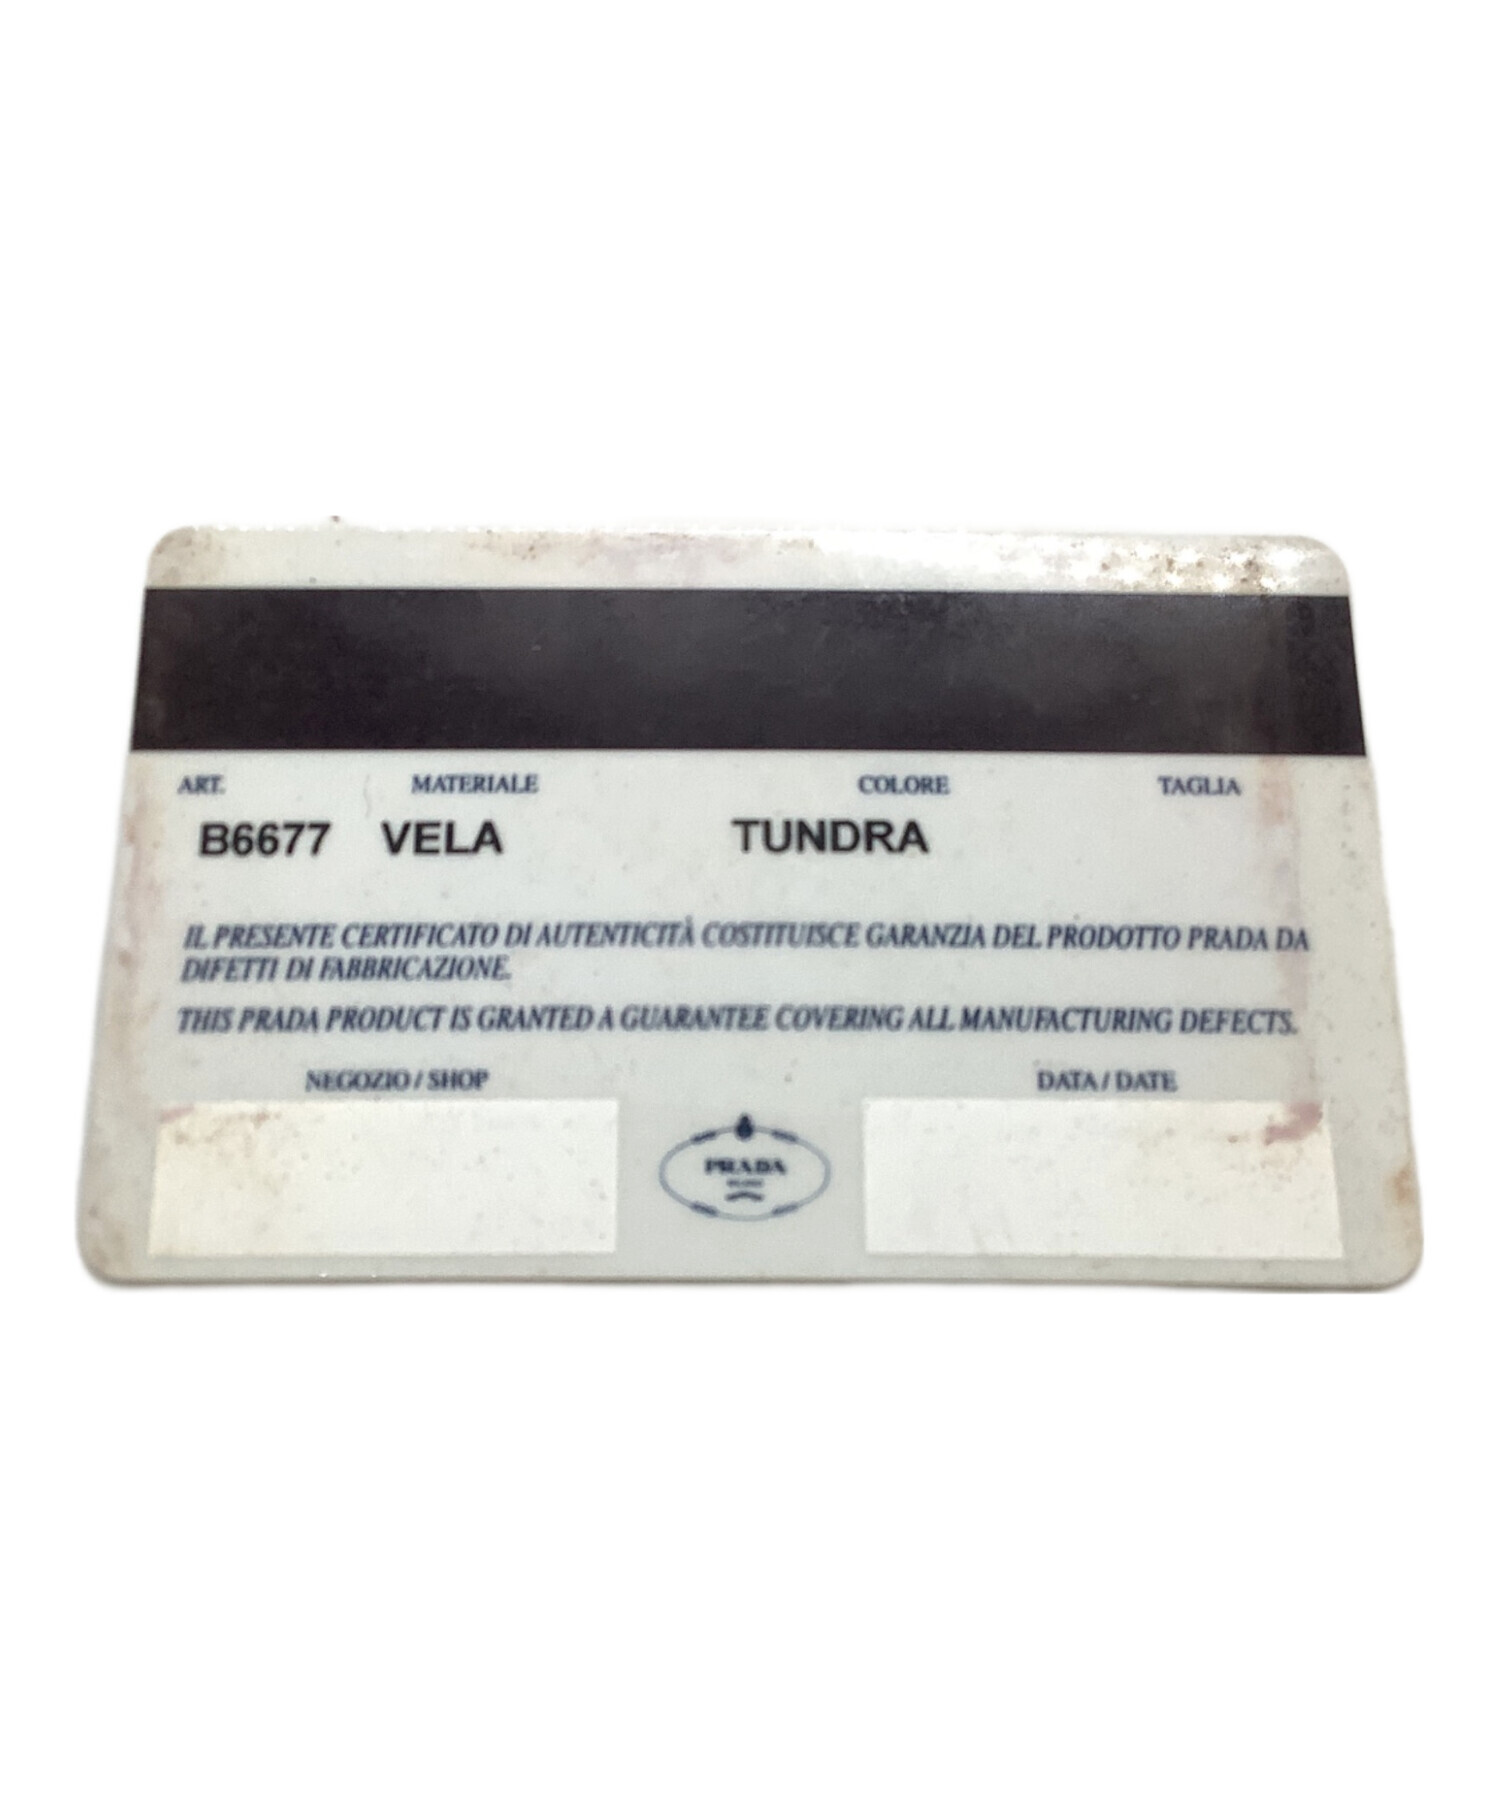 ART. MATERIALE COLORE TAGLIA
B6677 VELA TUNDRA
IL PRESENTE CERTIFICATO DI AUTENTICITÀ COSTITUISCE GARANZIA DEL PRODOTTO PRADA DA
DIFETTI DI FABBRICAZIONE.
THIS PRADA PRODUCT IS GRANTED A GUARANTEE COVERING ALL MANUFACTURING DEFECTS.
NEGOZIO / SHOP DATA / DATE
PRADA